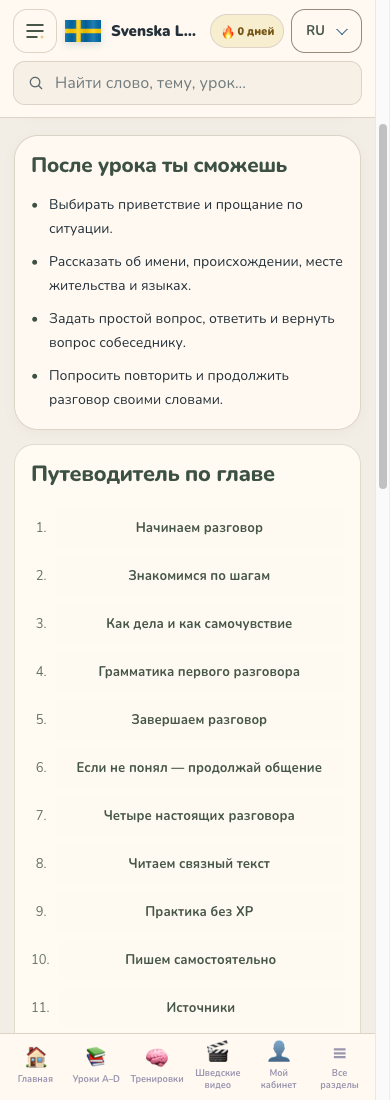 Svenska L...
0 дней
RU
Найти слово, тему, урок...
После урока ты сможешь
• Выбирать приветствие и прощание по
ситуации.
• Рассказать об имени, происхождении, месте
жительства и языках.
• Задать простой вопрос, ответить и вернуть
вопрос собеседнику.
• Попросить повторить и продолжить
разговор своими словами.
Путеводитель по главе
1. Начинаем разговор
2. Знакомимся по шагам
3. Как дела и как самочувствие
4. Грамматика первого разговора
5. Завершаем разговор
6. Если не понял — продолжай общение
7. Четыре настоящих разговора
8. Читаем связный текст
9. Практика без XP
10. Пишем самостоятельно
11. Источники
Главная
Уроки A–D
Тренировки
Шведские
видео
Мой
кабинет
Все
разделы